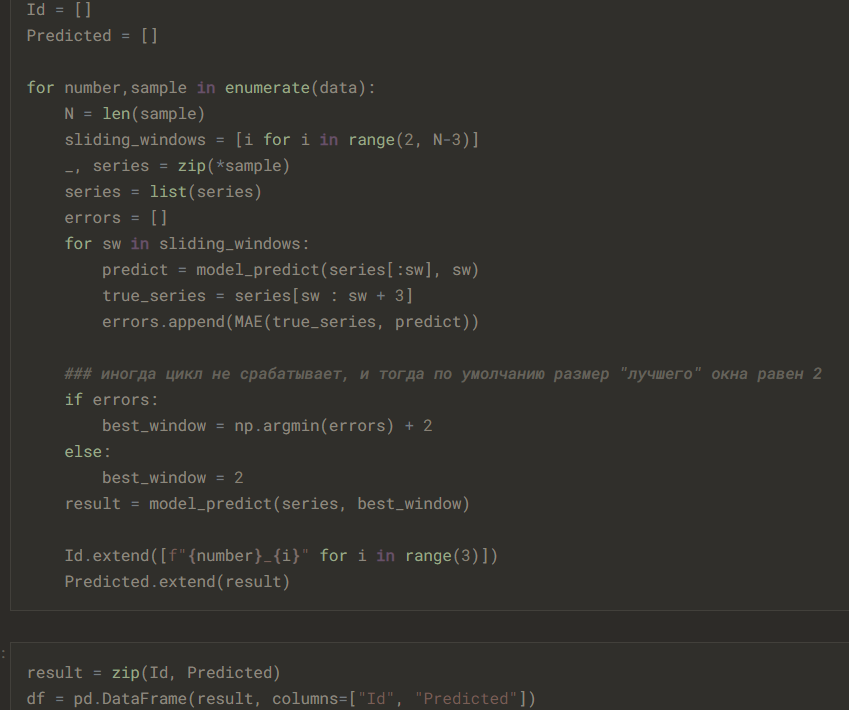 Id = []
Predicted = []
for number,sample in enumerate(data):
    N = len(sample)
    sliding_windows = [i for i in range(2, N-3)]
    _, series = zip(*sample)
    series = list(series)
    errors = []
    for sw in sliding_windows:
        predict = model_predict(series[:sw], sw)
        true_series = series[sw : sw + 3]
        errors.append(MAE(true_series, predict))
    ### иногда цикл не срабатывает, и тогда по умолчанию размер "лучшего" окна равен 2
    if errors:
        best_window = np.argmin(errors) + 2
    else:
        best_window = 2
    result = model_predict(series, best_window)
    Id.extend([f"{number}_{i}" for i in range(3)])
    Predicted.extend(result)
:
result = zip(Id, Predicted)
df = pd.DataFrame(result, columns=["Id", "Predicted"])